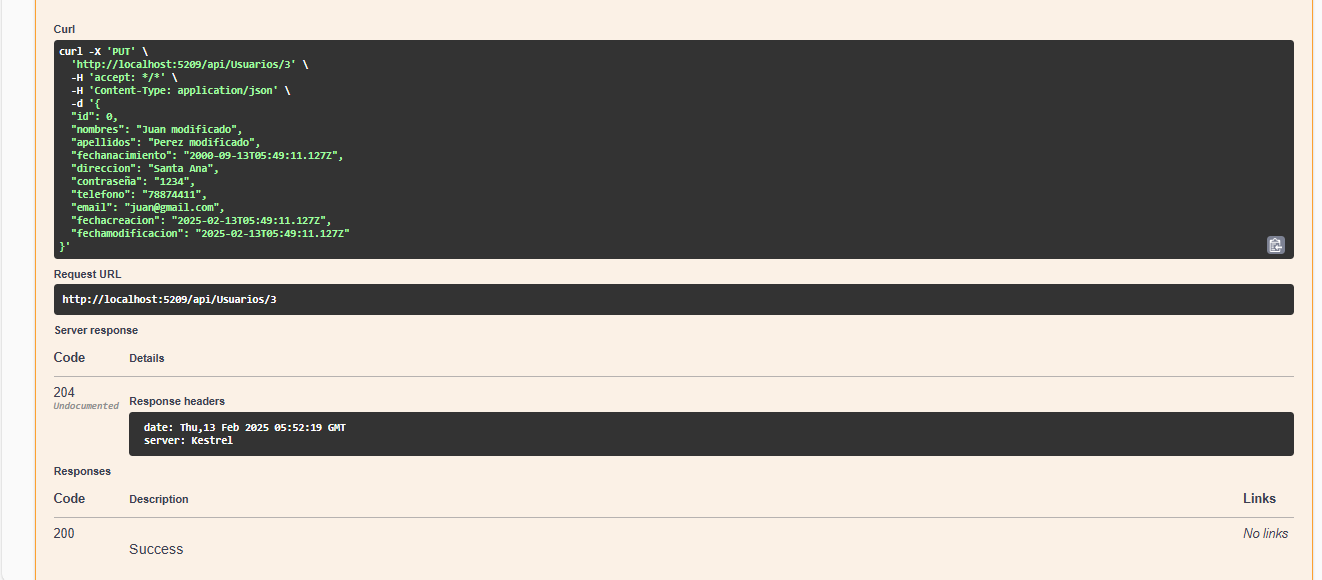 Curl
curl -X 'PUT' \
'http://localhost:5209/api/Usuarios/3' \
-H 'accept: */*' \
-H 'Content-Type: application/json' \
-d '{
"id": 0,
"nombres": "Juan modificado",
"apellidos": "Perez modificado",
"fechanacimiento": "2000-09-13T05:49:11.127Z",
"direccion": "Santa Ana",
"contraseña": "1234",
"telefono": "78874411",
"email": "juan@gmail.com",
"fechacreacion": "2025-02-13T05:49:11.127Z",
"fechamodificacion": "2025-02-13T05:49:11.127Z"
}'
Request URL
http://localhost:5209/api/Usuarios/3
Server response
Code Details
204
Undocumented
Response headers
date: Thu,13 Feb 2025 05:52:19 GMT
server: Kestrel
Responses
Code Description Links
200 No links
Success